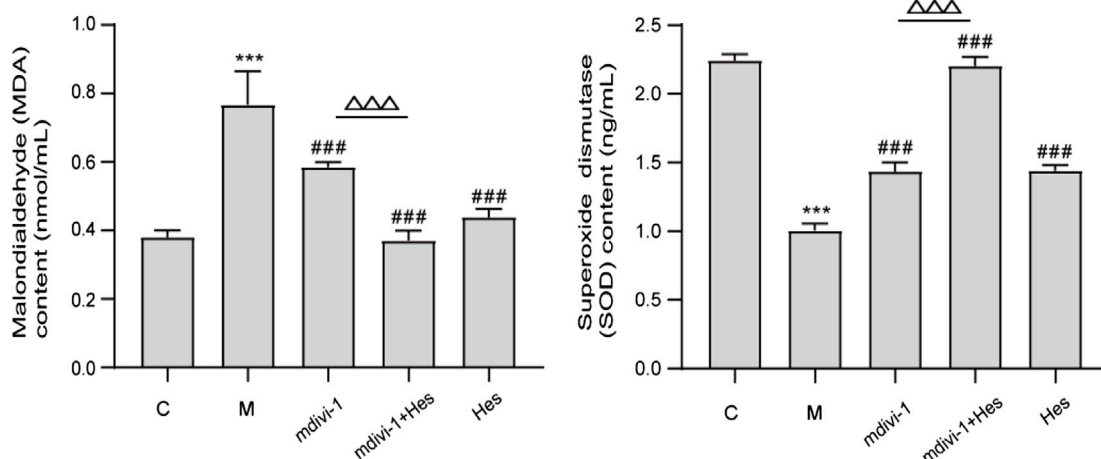 Malondialdehyde (MDA)
content (nmol/mL)
1.0
0.8
0.6
0.4
0.2
0.0
***
###
△△△
###
###
C
M
mdivi-1
mdivi-1+Hes
Hes
Superoxide dismutase
(SOD) content (ng/mL)
2.5
2.0
1.5
1.0
0.5
0.0
***
###
△△△
###
###
C
M
mdivi-1
mdivi-1+Hes
Hes